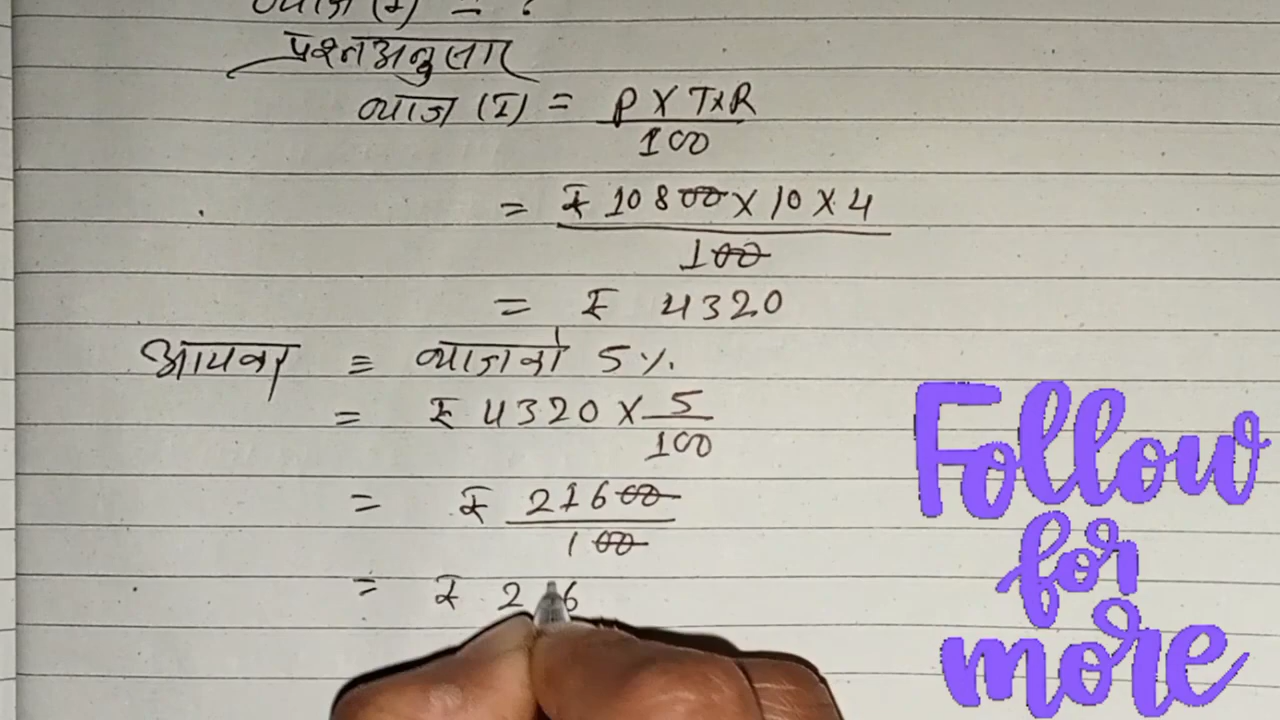 ब्याज (I) = ?
प्रश्नअनुसार
ब्याज (I) = P X T x R
100
= रु 10800 X 10 X 4
100
= रु 4320
आयकर = ब्याजको 5%
= रु 4320 X 5
100
= रु 21600
100
= रु 216
Follow
for
more